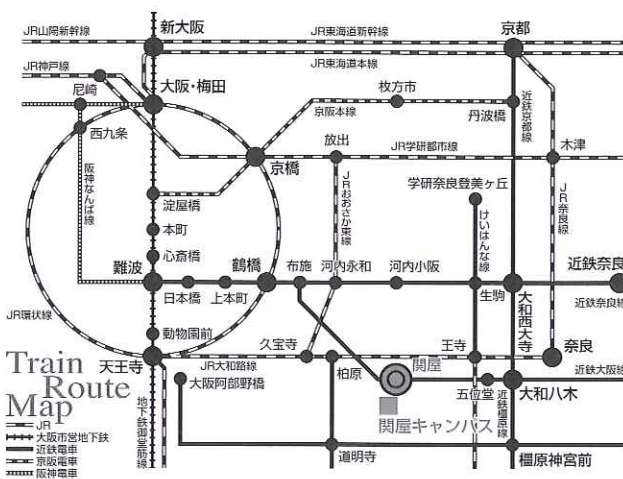 JR山陽新幹線
新大阪
JR東海道新幹線
京都
JR東海道本線
JR神戸線
尼崎
大阪・梅田
枚方市
京阪本線
丹波橋
近鉄京都線
西九条
放出
JR学研都市線
木津
京橋
阪神なんば線
淀屋橋
JRおおさか東線
学研奈良登美ヶ丘
JR奈良線
本町
けいはんな線
心斎橋
難波
鶴橋
布施
河内永和
河内小阪
近鉄奈良
日本橋
上本町
生駒
大和西大寺
近鉄奈良線
JR環状線
動物園前
久宝寺
王寺
奈良
天王寺
JR大和路線
柏原
関屋
近鉄大阪線
大阪阿部野橋
五位堂
大和八木
関屋キャンパス
近鉄橿原線
地下鉄御堂筋線
道明寺
橿原神宮前
Train
Route
Map
JR
大阪市営地下鉄
近鉄電車
京阪電車
阪神電車